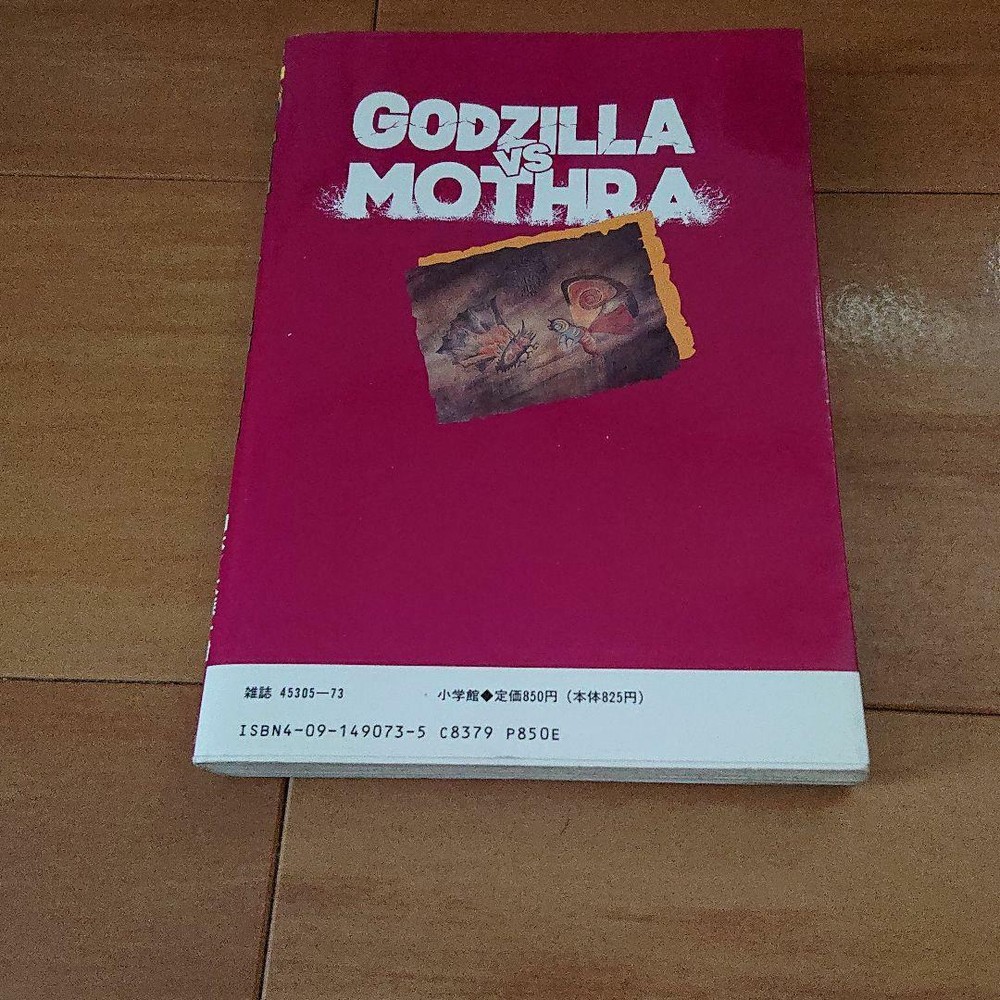 GODZILLA
VS
MOTHRA
雑誌 45305-73
小学館◆定価850円（本体825円）
ISBN4-09-149073-5 C8379 P850E